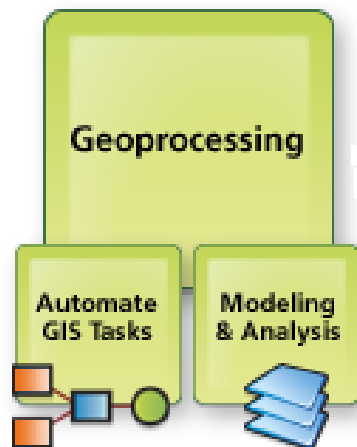 Geoprocessing
Automate
GIS Tasks
Modeling
& Analysis